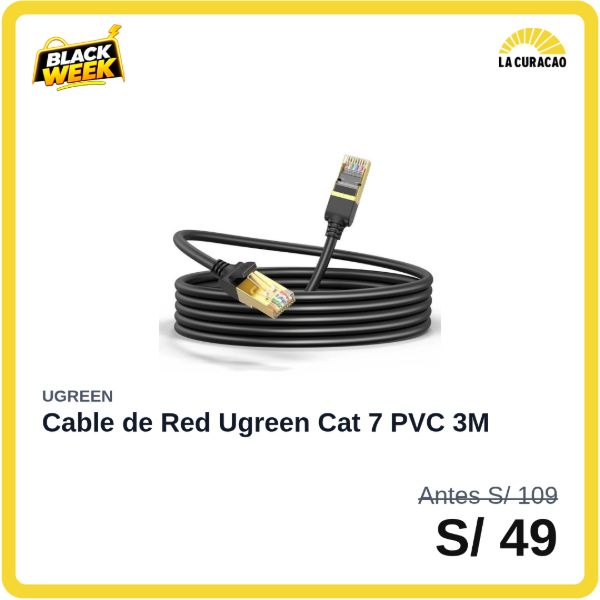 BLACK
WEEK
LA CURACAO
UGREEN
Cable de Red Ugreen Cat 7 PVC 3M
Antes S/ 109
S/ 49